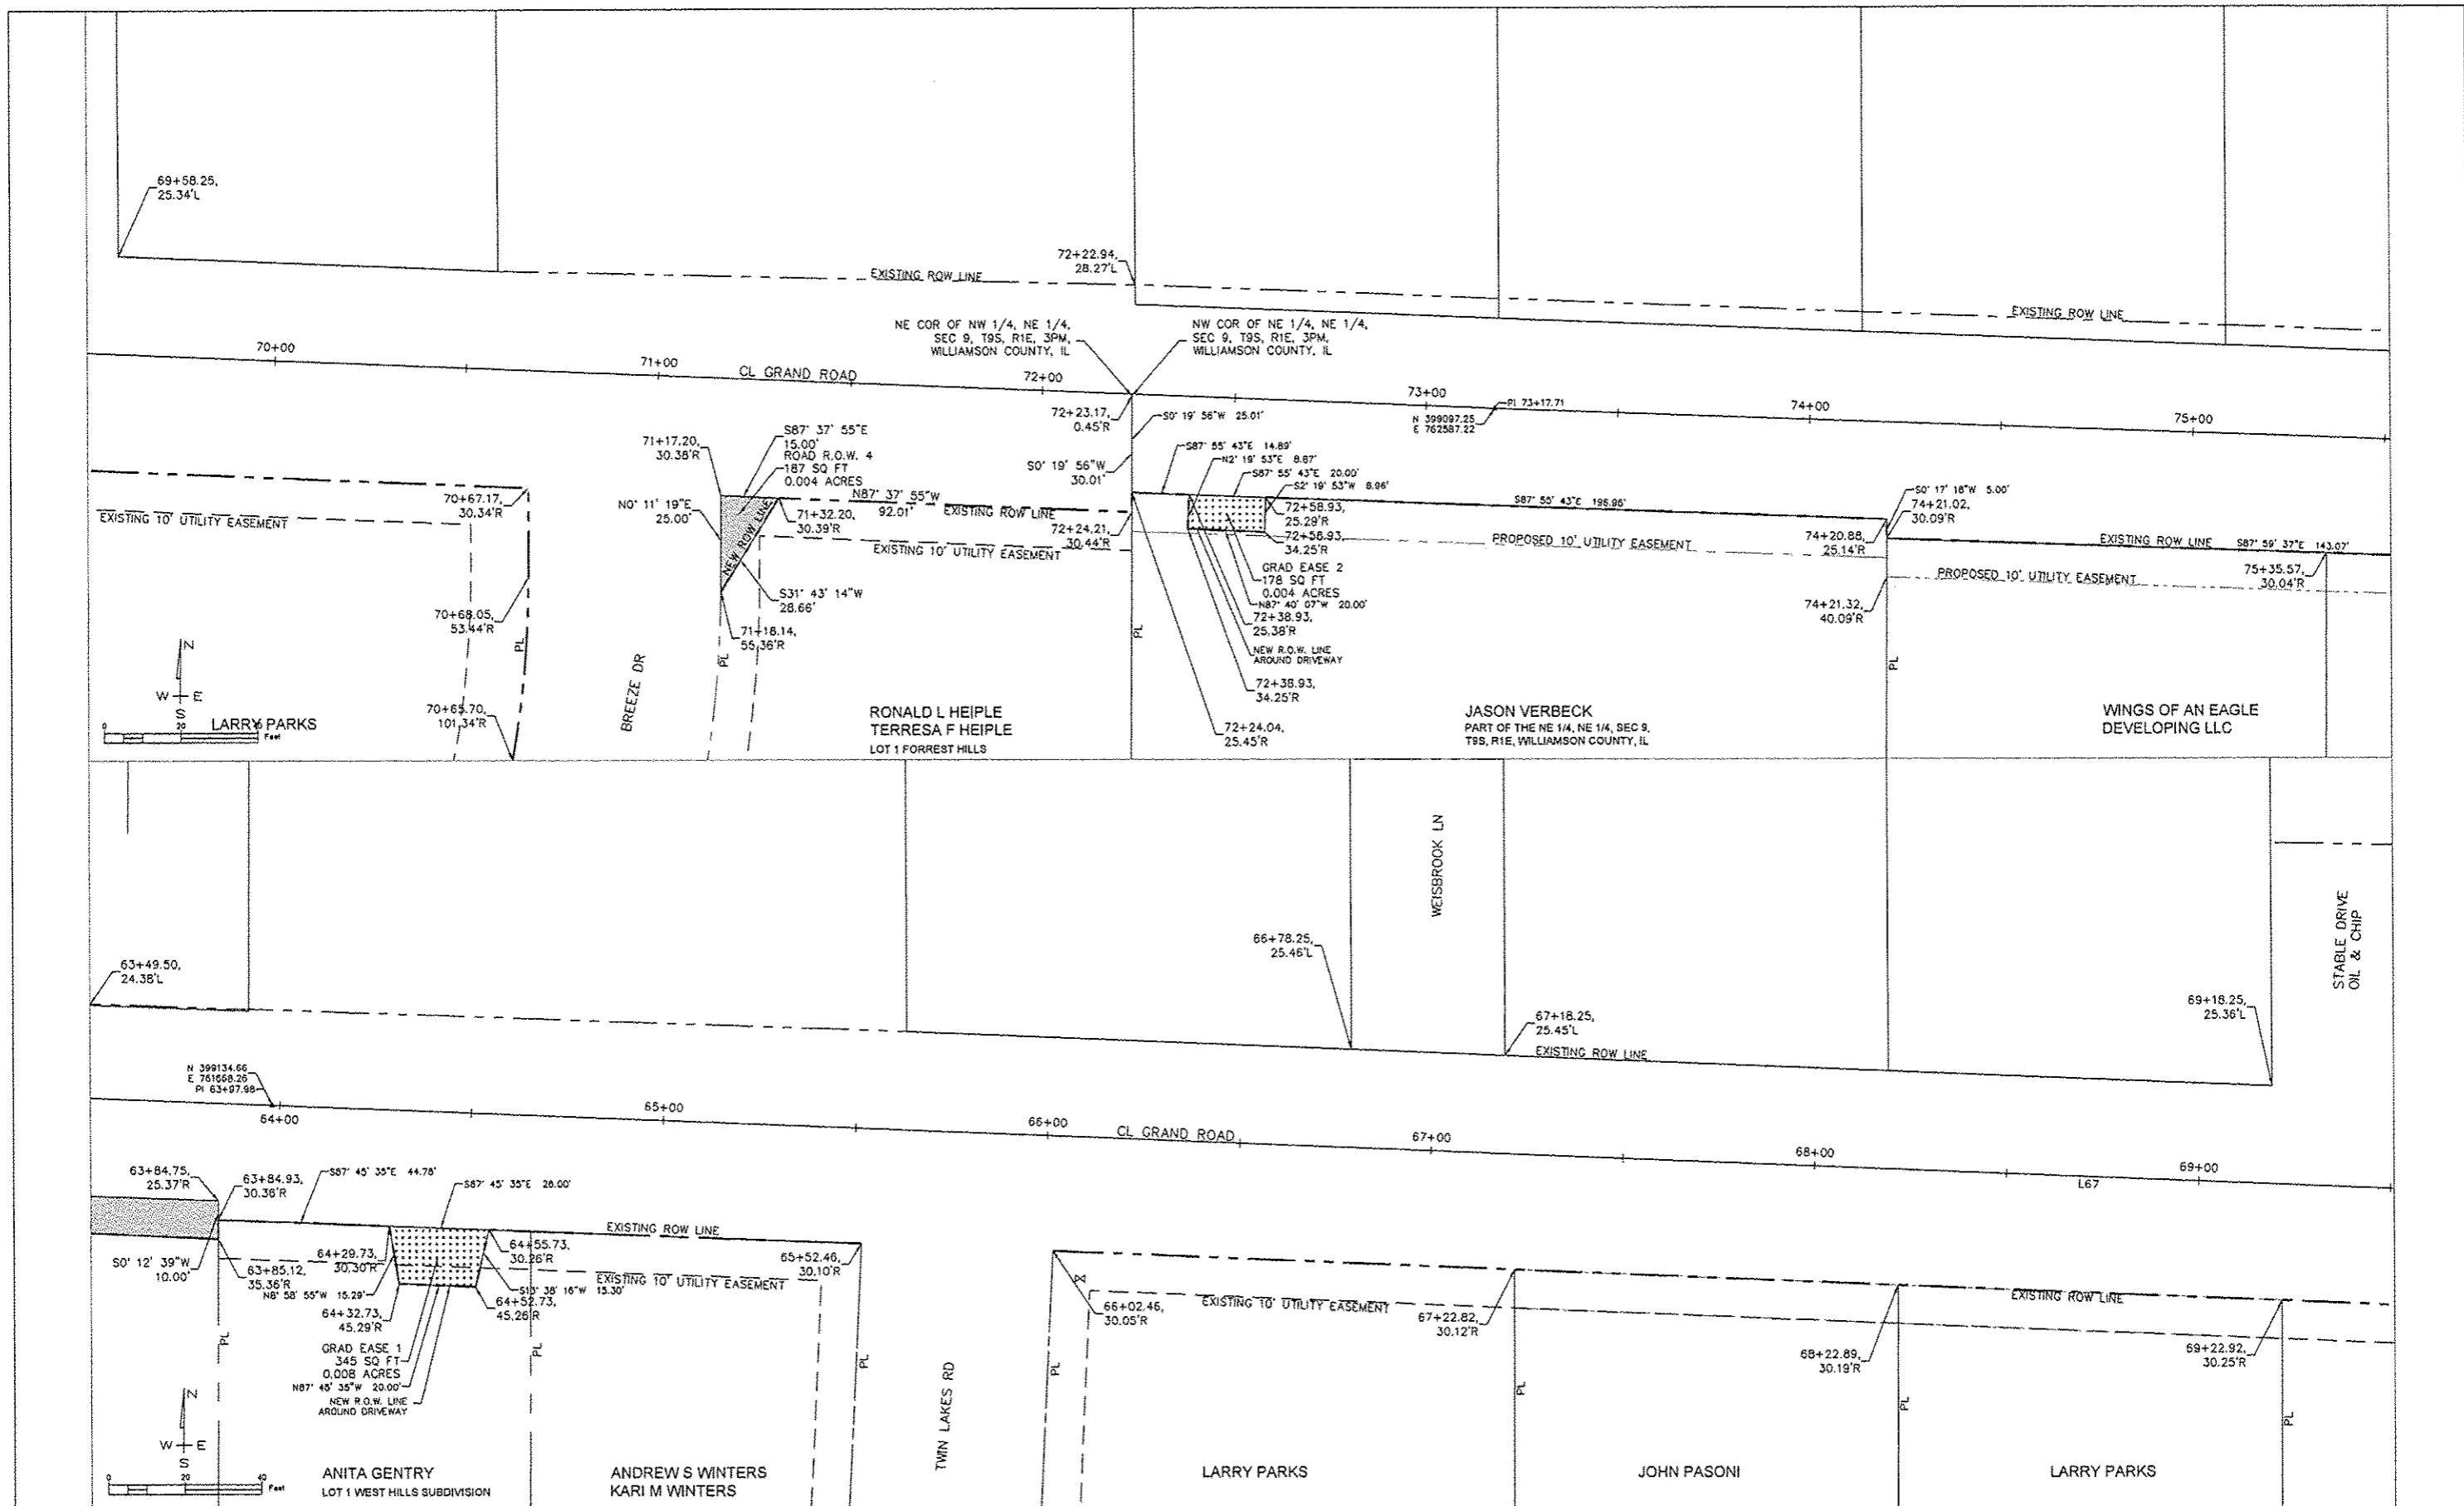 69+58.25,
25.34'L
72+22.94,
28.27'L
EXISTING ROW LINE
EXISTING ROW LINE
NE COR OF NW 1/4, NE 1/4,
SEC 9, T9S, R1E, 3PM,
WILLIAMSON COUNTY, IL
NW COR OF NE 1/4, NE 1/4,
SEC 9, T9S, R1E, 3PM,
WILLIAMSON COUNTY, IL
70+00
71+00
CL GRAND ROAD
72+00
73+00
PI 73+17.71
N 399097.25
E 762587.22
74+00
75+00
72+23.17,
0.45'R
S0° 19' 56"W 25.01'
S0° 19' 56"W
30.01'
71+17.20,
30.38'R
S87° 37' 55"E
15.00'
ROAD R.O.W. 4
187 SQ FT
0.004 ACRES
N0° 11' 19"E
25.00'
NEW ROW LINE
71+32.20,
30.39'R
N87° 37' 55"W
92.01'
EXISTING ROW LINE
72+24.21,
30.44'R
EXISTING 10' UTILITY EASEMENT
S31° 43' 14"W
28.66'
71+18.14,
55.36'R
S87° 55' 43"E 14.89'
N2° 19' 53"E 8.87'
S87° 55' 43"E 20.00'
S2° 19' 53"W 8.96'
S87° 55' 43"E 196.96'
72+58.93,
25.29'R
72+58.93,
34.25'R
PROPOSED 10' UTILITY EASEMENT
GRAD EASE 2
178 SQ FT
0.004 ACRES
N87° 40' 07"W 20.00'
72+38.93,
25.38'R
NEW R.O.W. LINE
AROUND DRIVEWAY
72+38.93,
34.25'R
72+24.04,
25.45'R
S0° 17' 18"W 5.00'
74+21.02,
30.09'R
74+20.88,
25.14'R
EXISTING ROW LINE
S87° 59' 37"E 143.07'
75+35.57,
30.04'R
PROPOSED 10' UTILITY EASEMENT
74+21.32,
40.09'R
70+67.17,
30.34'R
EXISTING 10' UTILITY EASEMENT
70+68.05,
53.44'R
70+65.70,
101.34'R
PL
PL
PL
PL
BREEZE DR
N
W E
S
0 20
Feet
LARRY PARKS
RONALD L HEIPLE
TERRESA F HEIPLE
LOT 1 FORREST HILLS
JASON VERBECK
PART OF THE NE 1/4, NE 1/4, SEC 9,
T9S, R1E, WILLIAMSON COUNTY, IL
WINGS OF AN EAGLE
DEVELOPING LLC
WEISBROOK LN
STABLE DRIVE
OIL & CHIP
63+49.50,
24.38'L
66+78.25,
25.46'L
67+18.25,
25.45'L
69+18.25,
25.36'L
EXISTING ROW LINE
N 399134.66
E 761668.26
PI 63+97.98
64+00
65+00
66+00
CL GRAND ROAD
67+00
68+00
L67
69+00
63+84.75,
25.37'R
63+84.93,
30.36'R
S87° 45' 35"E 44.78'
S87° 45' 35"E 26.00'
EXISTING ROW LINE
S0° 12' 39"W
10.00'
63+85.12,
35.36'R
64+29.73,
30.30'R
64+55.73,
30.26'R
65+52.46,
30.10'R
EXISTING 10' UTILITY EASEMENT
N8° 58' 55"W 15.29'
S13° 38' 16"W 15.30'
64+32.73,
45.29'R
64+52.73,
45.26'R
GRAD EASE 1
345 SQ FT
0.008 ACRES
N87° 45' 35"W 20.00'
NEW R.O.W. LINE
AROUND DRIVEWAY
66+02.46,
30.05'R
EXISTING 10' UTILITY EASEMENT
67+22.82,
30.12'R
68+22.89,
30.19'R
EXISTING ROW LINE
69+22.92,
30.25'R
PL
PL
PL
PL
PL
PL
PL
TWIN LAKES RD
N
W E
S
0 20 40
Feet
ANITA GENTRY
LOT 1 WEST HILLS SUBDIVISION
ANDREW S WINTERS
KARI M WINTERS
LARRY PARKS
JOHN PASONI
LARRY PARKS